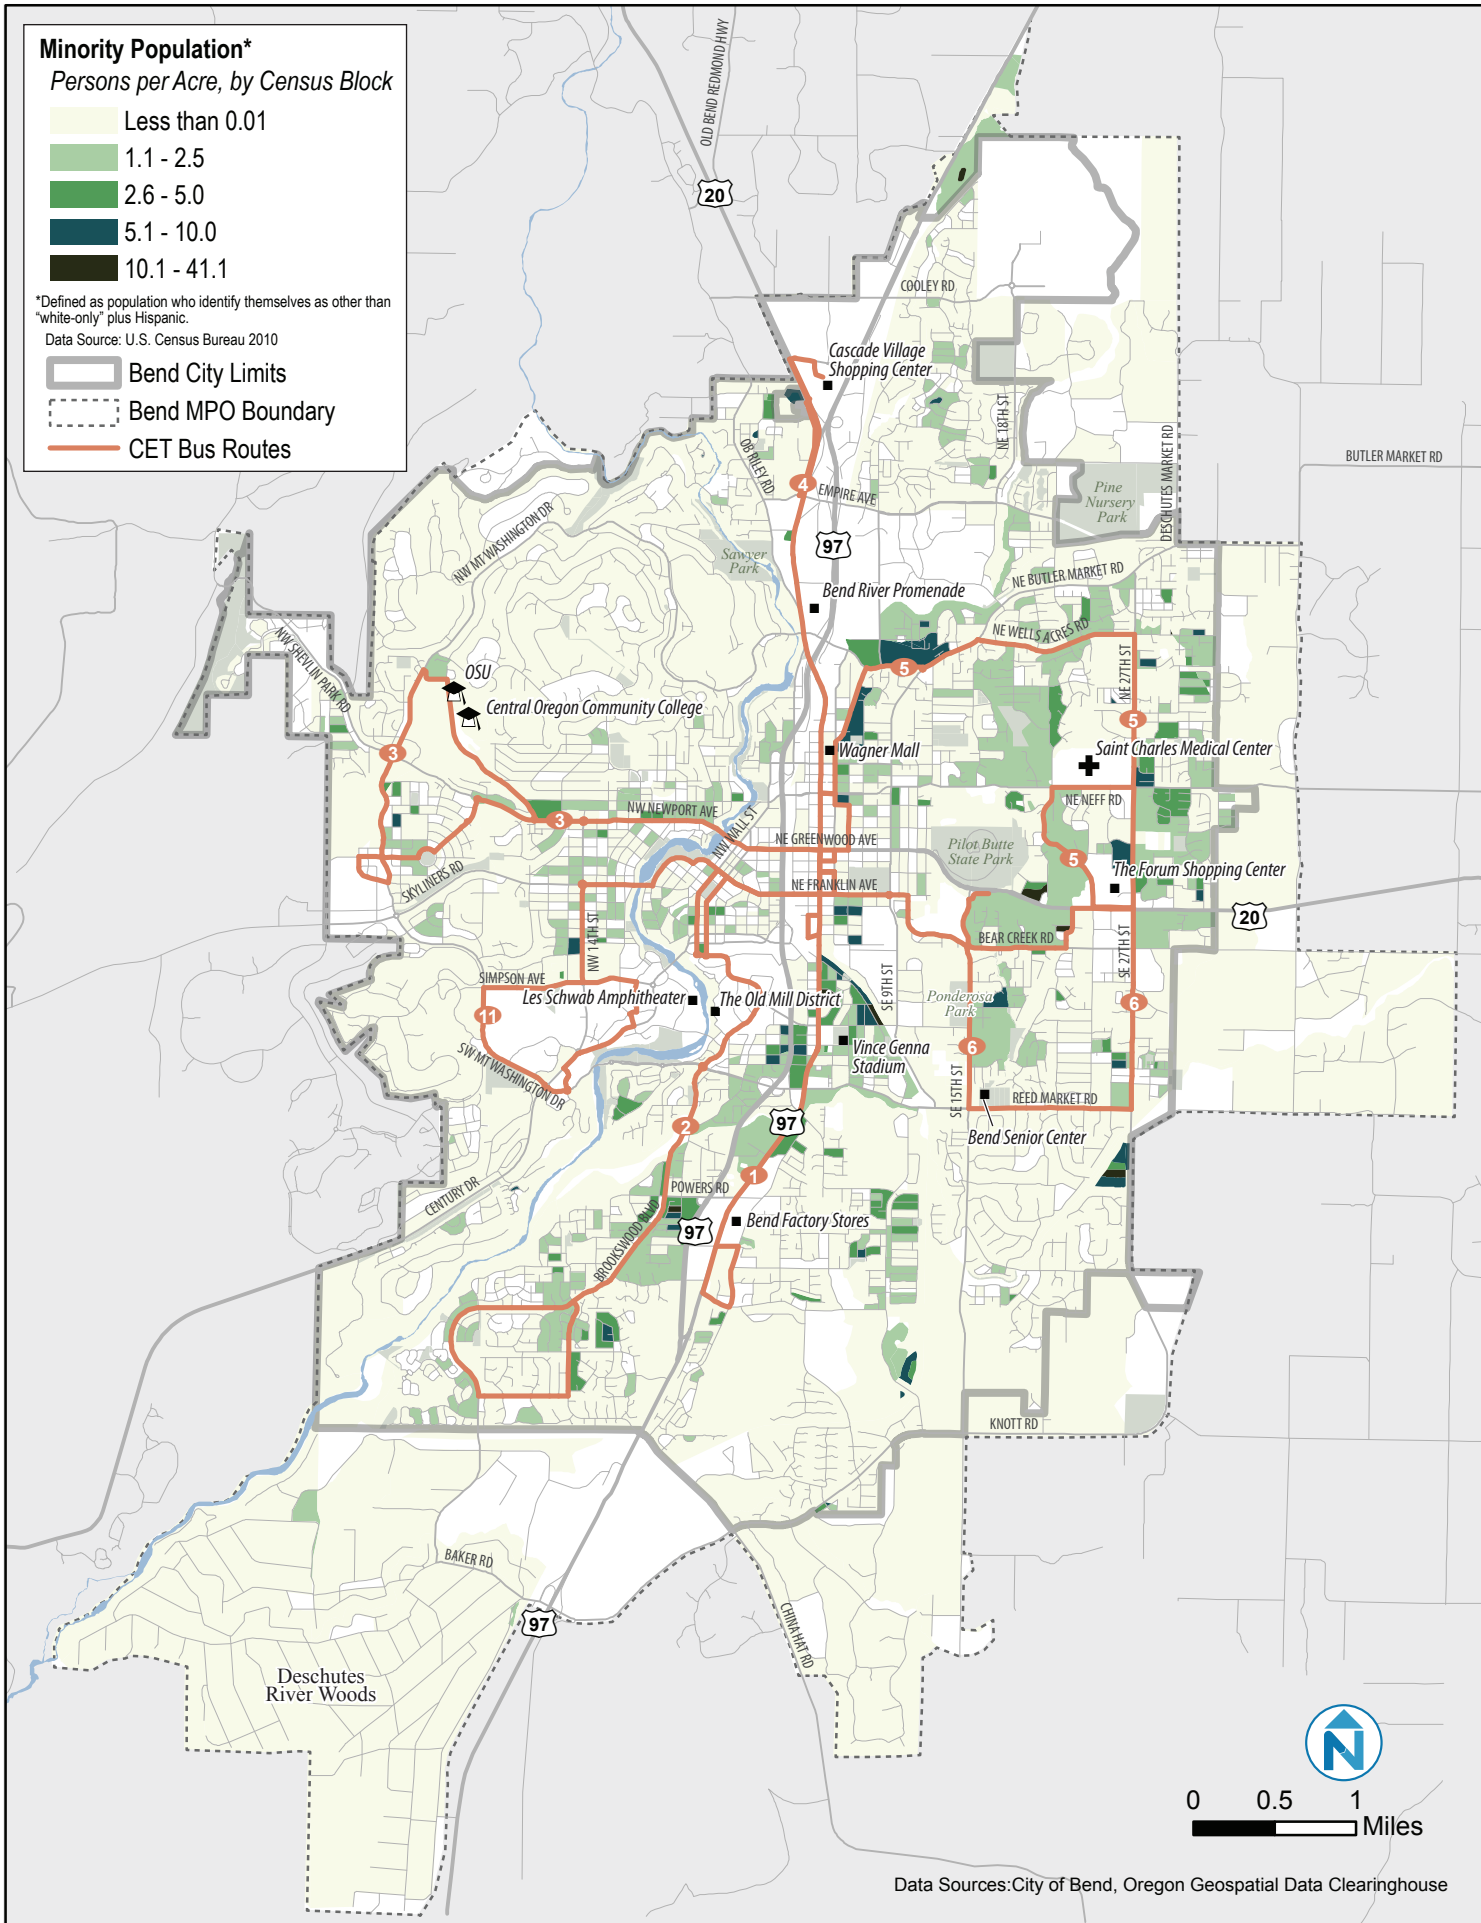 Minority Population*
Persons per Acre, by Census Block
Less than 0.01
1.1 - 2.5
2.6 - 5.0
5.1 - 10.0
10.1 - 41.1
*Defined as population who identify themselves as other than
“white-only” plus Hispanic.
Data Source: U.S. Census Bureau 2010
Bend City Limits
Bend MPO Boundary
CET Bus Routes
OLD BEND REDMOND HWY
20
COOLEY RD
Cascade Village
Shopping Center
NE 18TH ST
OB RILEY RD
DESCHUTES MARKET RD
BUTLER MARKET RD
4
EMPIRE AVE
Pine
Nursery
Park
NW MT WASHINGTON DR
97
Sawyer
Park
NE BUTLER MARKET RD
Bend River Promenade
NW SHEVLIN PARK RD
NE WELLS ACRES RD
5
OSU
NE 27TH ST
Central Oregon Community College
5
3
Wagner Mall
Saint Charles Medical Center
NE NEFF RD
NW NEWPORT AVE
3
NW WALL ST
NE GREENWOOD AVE
Pilot Butte
State Park
5
SKYLINERS RD
The Forum Shopping Center
NE FRANKLIN AVE
20
NW 14TH ST
BEAR CREEK RD
SE 27TH ST
SIMPSON AVE
SE 9TH ST
Les Schwab Amphitheater
The Old Mill District
Ponderosa
Park
6
11
Vince Genna
Stadium
6
SW MT WASHINGTON DR
SE 15TH ST
REED MARKET RD
2
97
Bend Senior Center
1
CENTURY DR
POWERS RD
BROOKSWOOD BLVD
97
Bend Factory Stores
KNOTT RD
BAKER RD
97
CHINA HAT RD
Deschutes
River Woods
N
0 0.5 1
Miles
Data Sources:City of Bend, Oregon Geospatial Data Clearinghouse